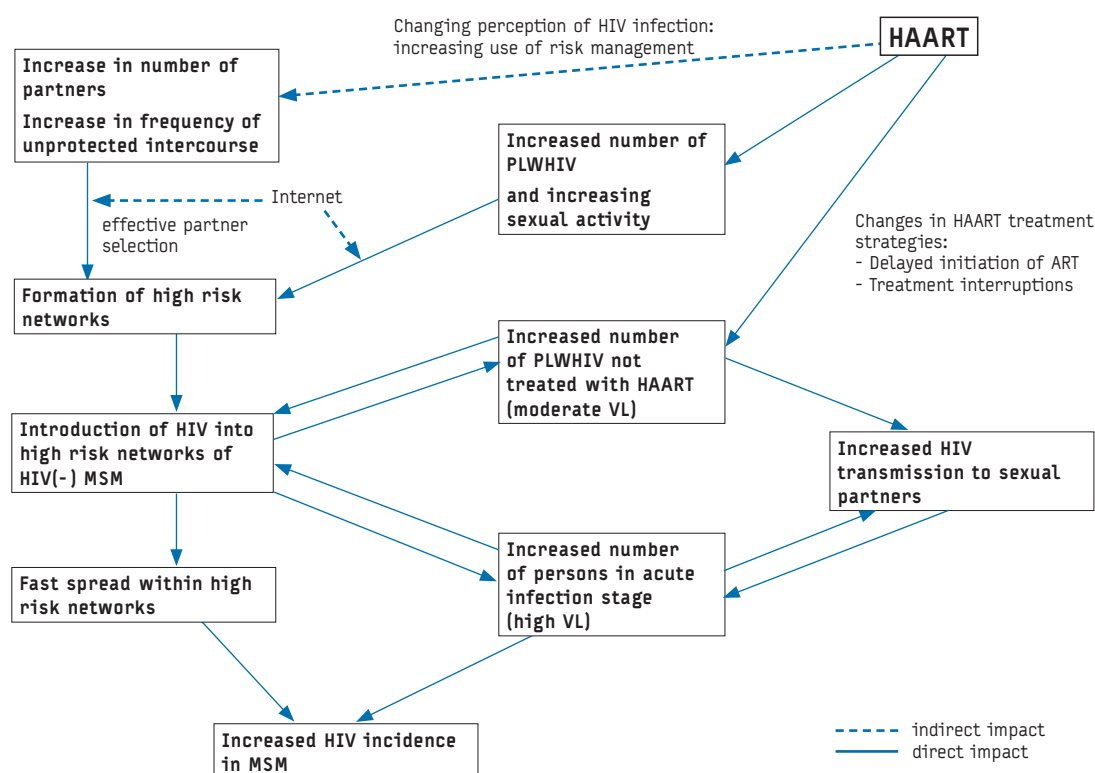 Changing perception of HIV infection:
increasing use of risk management
HAART
Increase in number of
partners
Increase in frequency of
unprotected intercourse
Increased number of
PLWHIV
and increasing
sexual activity
Internet
effective partner
selection
Changes in HAART treatment
strategies:
- Delayed initiation of ART
- Treatment interruptions
Formation of high risk
networks
Increased number
of PLWHIV not
treated with HAART
(moderate VL)
Introduction of HIV into
high risk networks of
HIV(-) MSM
Increased HIV
transmission to sexual
partners
Increased number
of persons in acute
infection stage
(high VL)
Fast spread within high
risk networks
Increased HIV incidence
in MSM
indirect impact
direct impact